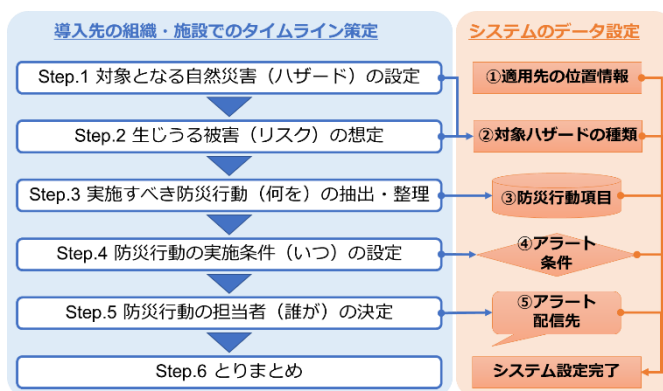 導入先の組織・施設でのタイムライン策定
Step.1 対象となる自然災害（ハザード）の設定
Step.2 生じうる被害（リスク）の想定
Step.3 実施すべき防災行動（何を）の抽出・整理
Step.4 防災行動の実施条件（いつ）の設定
Step.5 防災行動の担当者（誰が）の決定
Step.6 とりまとめ
システムのデータ設定
①適用先の位置情報
②対象ハザードの種類
③防災行動項目
④アラート
条件
⑤アラート
配信先
システム設定完了